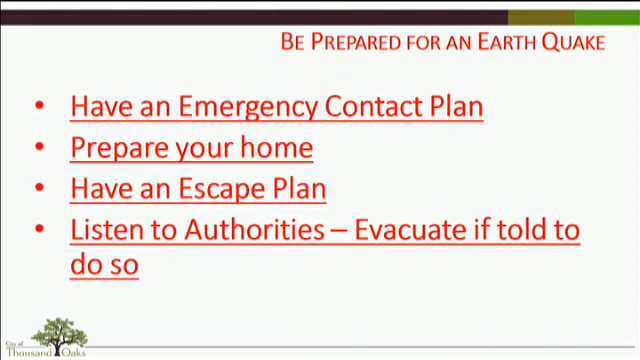 BE PREPARED FOR AN EARTH QUAKE
• Have an Emergency Contact Plan
• Prepare your home
• Have an Escape Plan
• Listen to Authorities – Evacuate if told to
do so
City of
Thousand Oaks